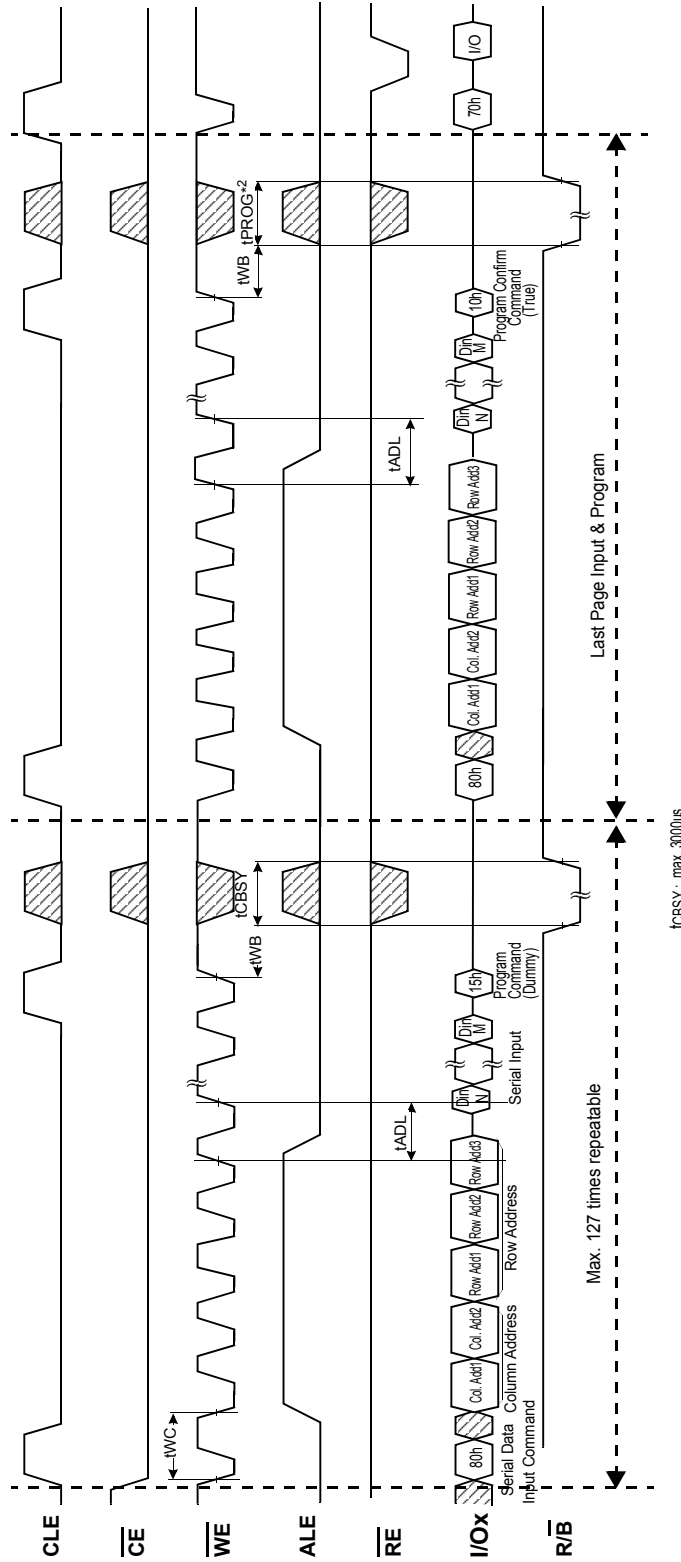 CLE
CE
WE
ALE
RE
I/Ox
R/B
tWC
tADL
tWB
tCBSY
tADL
tWB
tPROG*2
80h
Col. Add1
Col. Add2
Row Add1
Row Add2
Row Add3
Din
N
Din
M
15h
80h
Col. Add1
Col. Add2
Row Add1
Row Add2
Row Add3
Din
N
Din
M
10h
70h
I/O
Serial Data
Input Command
Column Address
Row Address
Serial Input
Program
Command
(Dummy)
Program Confirm
Command
(True)
Max. 127 times repeatable
Last Page Input & Program
tCBSY : max. 3000us